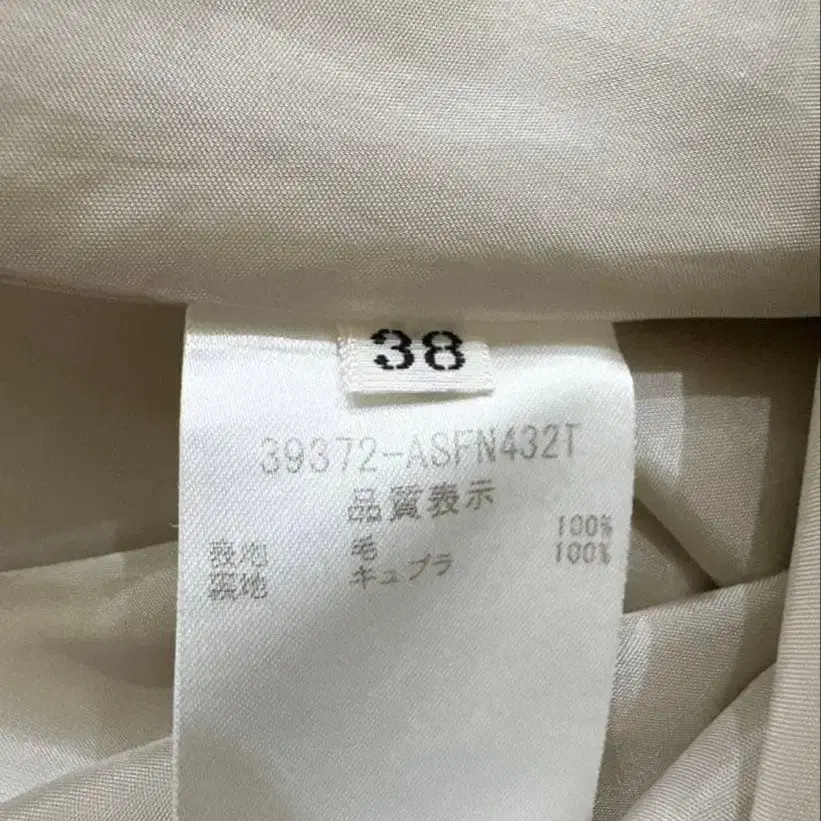 38
39372-ASFN432T
品質表示
表地 毛 100%
裏地 キュプラ 100%